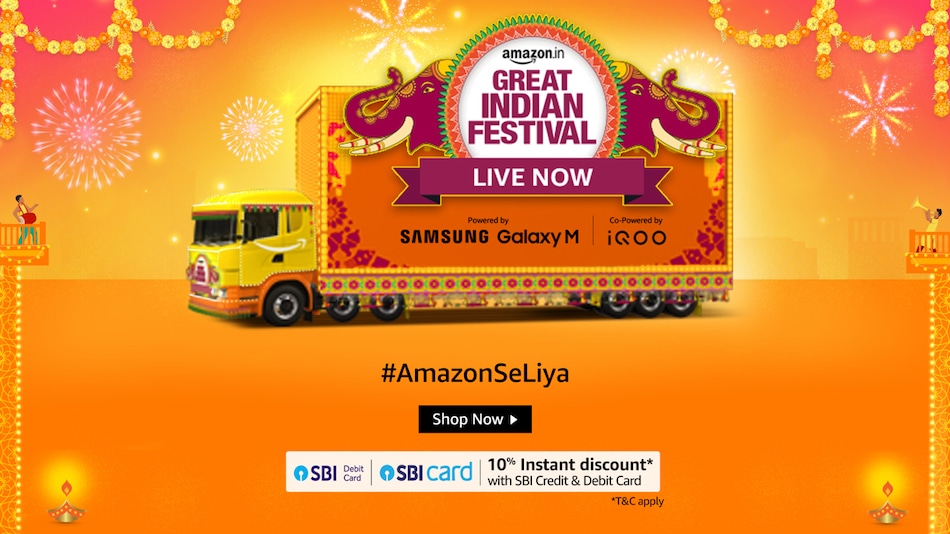 amazon.in
GREAT
INDIAN
FESTIVAL
LIVE NOW
Powered by
SAMSUNG Galaxy M
Co-Powered by
iQOO
#AmazonSeLiya
Shop Now
SBI Debit Card
SBI card
10% Instant discount*
with SBI Credit & Debit Card
*T&C apply